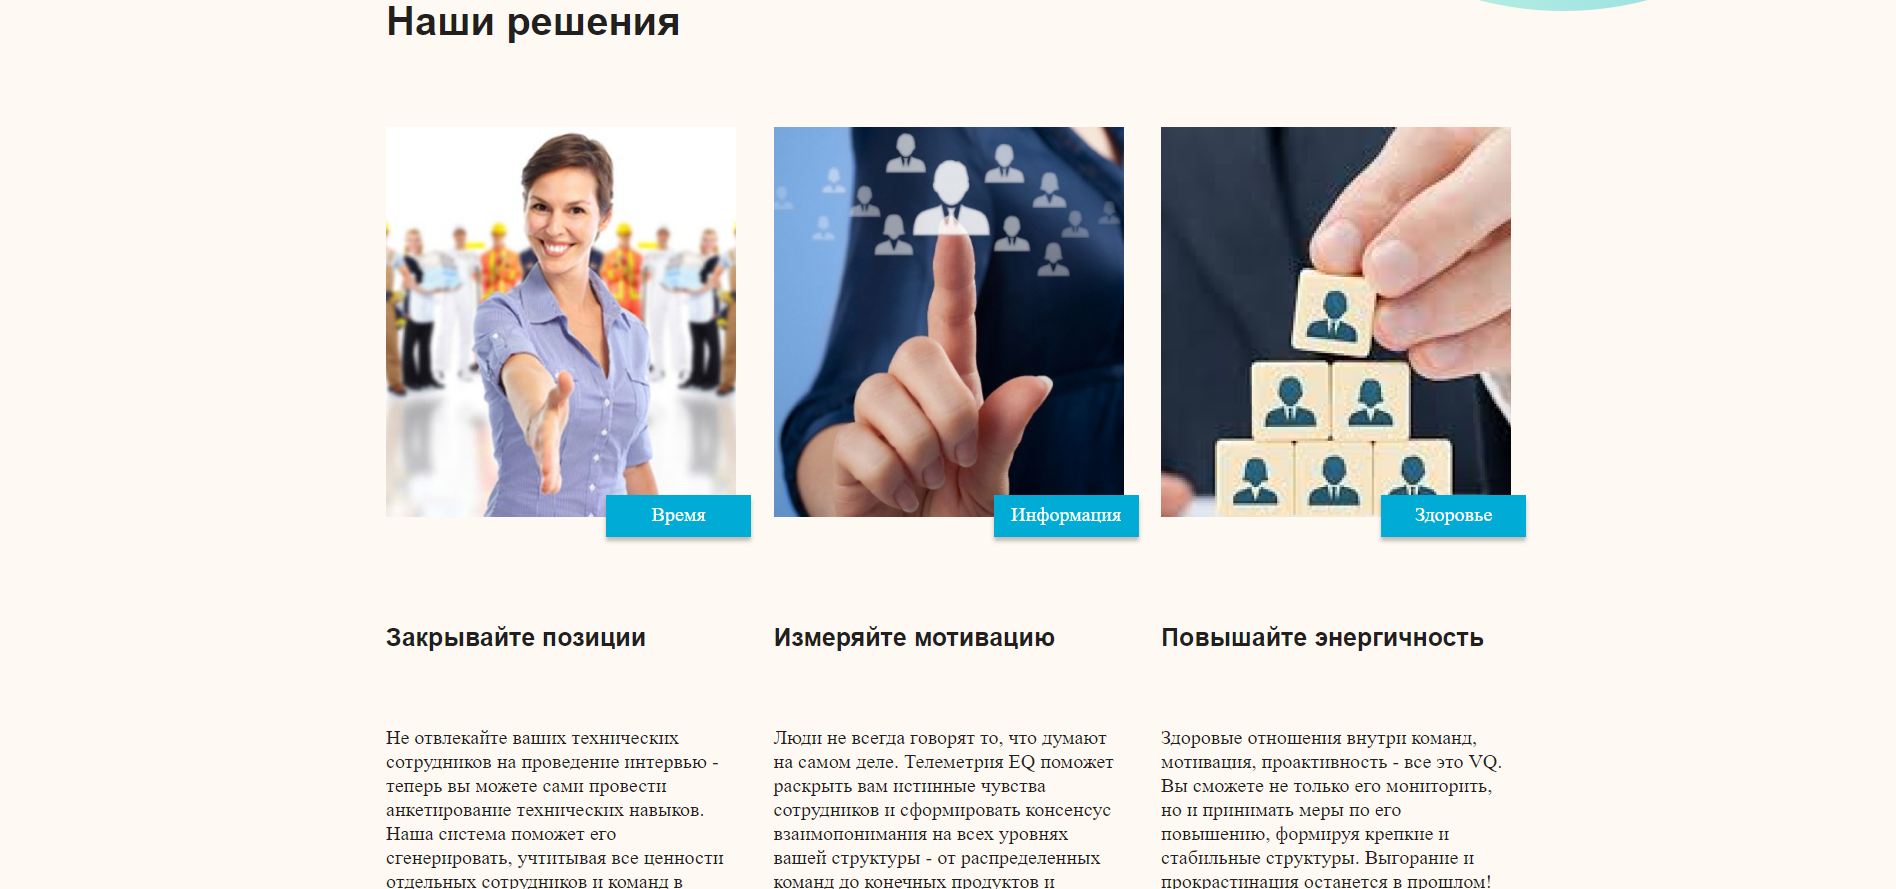 Наши решения
Время
Информация
Здоровье
Закрывайте позиции
Не отвлекайте ваших технических
сотрудников на проведение интервью -
теперь вы можете сами провести
анкетирование технических навыков.
Наша система поможет его
сгенерировать, учтитывая все ценности
отдельных сотрудников и команд в
Измеряйте мотивацию
Люди не всегда говорят то, что думают
на самом деле. Телеметрия EQ поможет
раскрыть вам истинные чувства
сотрудников и сформировать консенсус
взаимопонимания на всех уровнях
вашей структуры - от распределенных
команд до конечных продуктов и
Повышайте энергичность
Здоровые отношения внутри команд,
мотивация, проактивность - все это VQ.
Вы сможете не только его мониторить,
но и принимать меры по его
повышению, формируя крепкие и
стабильные структуры. Выгорание и
прокрастинация останется в прошлом!